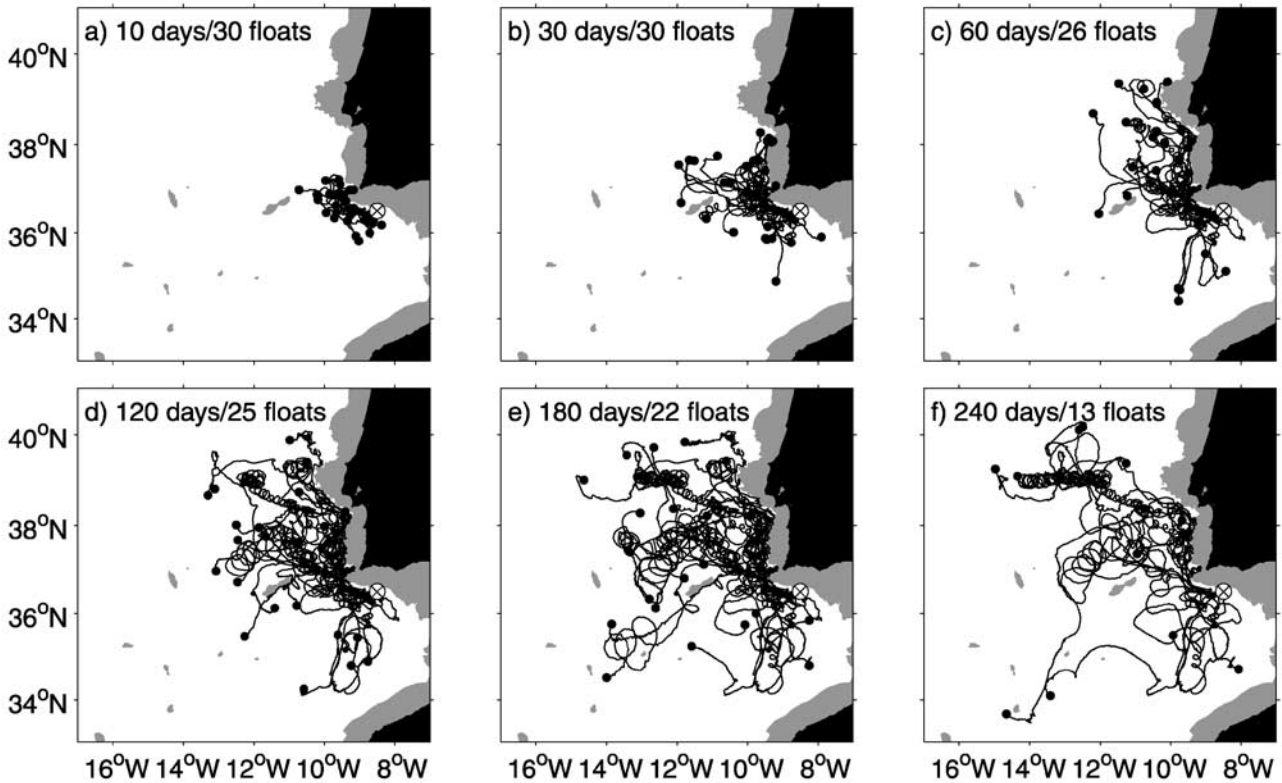 a) 10 days/30 floats
b) 30 days/30 floats
c) 60 days/26 floats
40°N
38°N
36°N
34°N
d) 120 days/25 floats
e) 180 days/22 floats
f) 240 days/13 floats
40°N
38°N
36°N
34°N
16°W 14°W 12°W 10°W 8°W
16°W 14°W 12°W 10°W 8°W
16°W 14°W 12°W 10°W 8°W